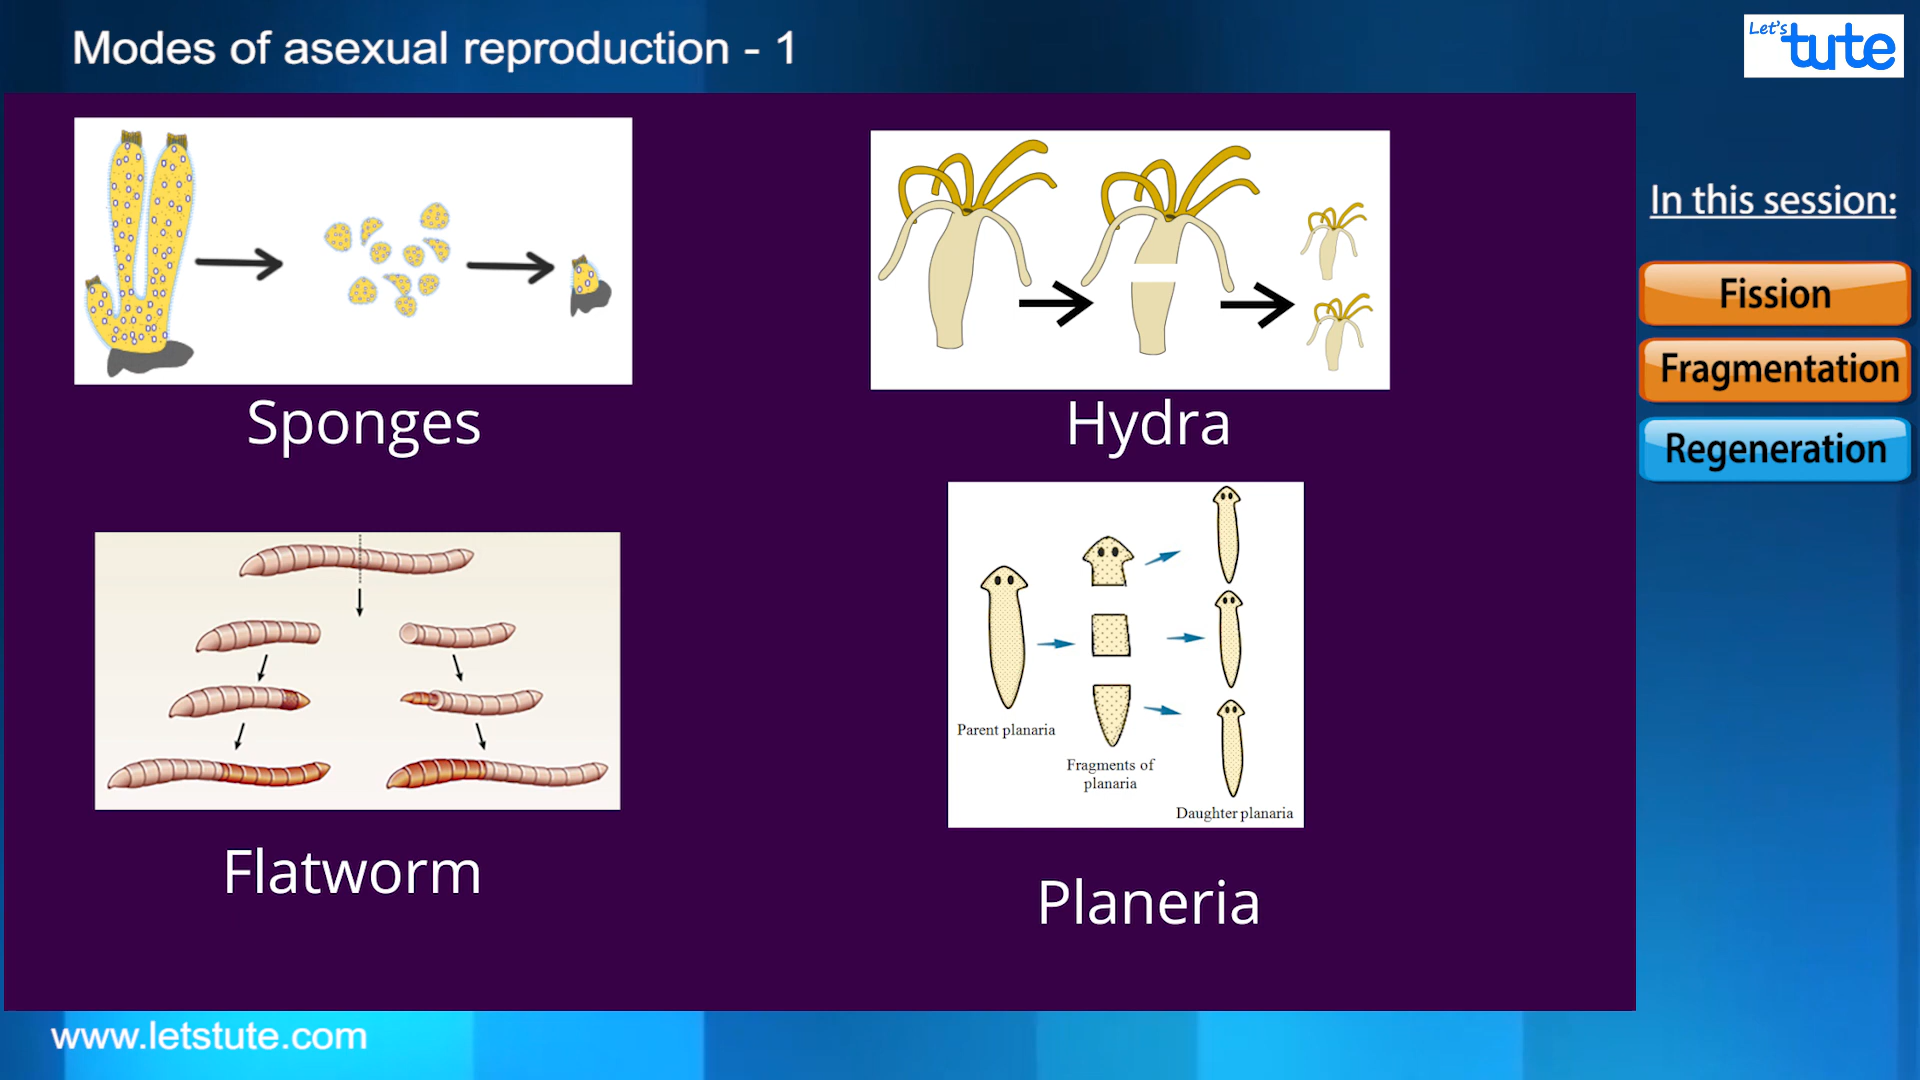 Modes of asexual reproduction - 1
Let's tute
In this session:
Fission
Fragmentation
Regeneration
Sponges
Hydra
Flatworm
Parent planaria
Fragments of
planaria
Daughter planaria
Planeria
www.letstute.com